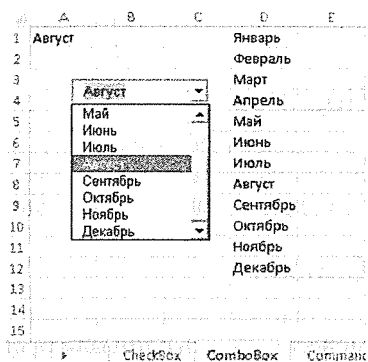 A B C D E
1 Август Январь
2 Февраль
3 Март
Август
4 Апрель
Май
5 Май
Июнь
6 Июнь
Июль
7 Июль
8 Август
Сентябрь
9 Сентябрь
Октябрь
10 Октябрь
Ноябрь
11 Ноябрь
Декабрь
12 Декабрь
13
14
15
CheckBox ComboBox Command